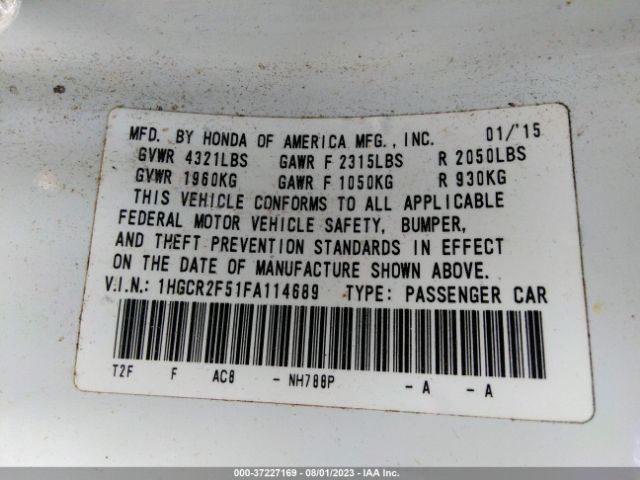 MFD. BY HONDA OF AMERICA MFG., INC. 01/'15
GVWR 4321LBS GAWR F 2315LBS R 2050LBS
GVWR 1960KG GAWR F 1050KG R 930KG
THIS VEHICLE CONFORMS TO ALL APPLICABLE
FEDERAL MOTOR VEHICLE SAFETY, BUMPER,
AND THEFT PREVENTION STANDARDS IN EFFECT
ON THE DATE OF MANUFACTURE SHOWN ABOVE.
V.I.N.: 1HGCR2F51FA114689 TYPE: PASSENGER CAR
T2F F AC8 - NH788P - A - A
000-37227169 - 08/01/2023 - IAA Inc.